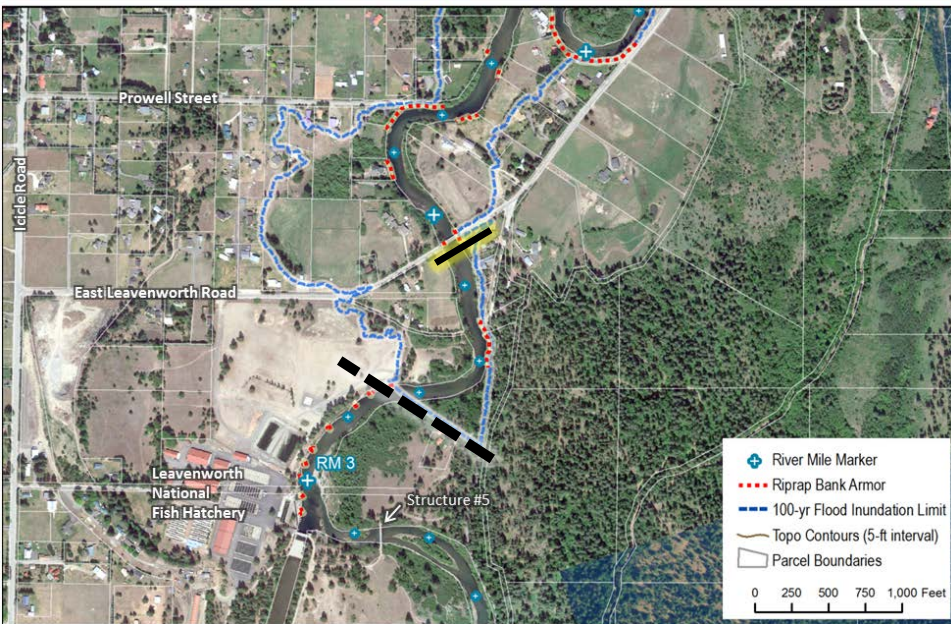 Prowell Street
Icicle Road
East Leavenworth Road
RM 3
Leavenworth
National
Fish Hatchery
Structure #5
River Mile Marker
Riprap Bank Armor
100-yr Flood Inundation Limit
Topo Contours (5-ft interval)
Parcel Boundaries
0 250 500 750 1,000 Feet